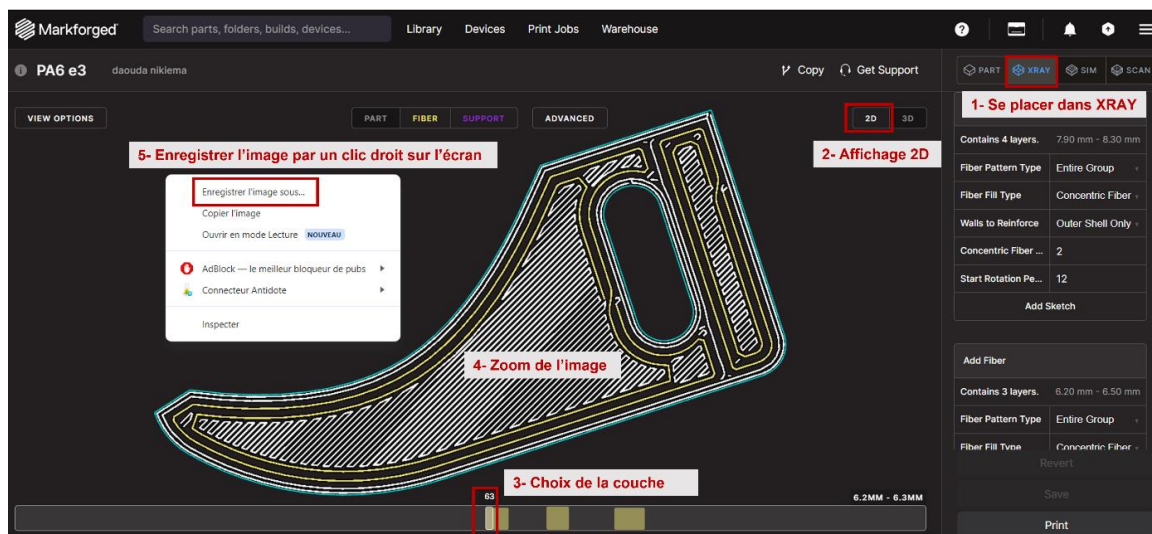 Markforged
Search parts, folders, builds, devices...
Library
Devices
Print Jobs
Warehouse
PA6 e3
daouda nikiema
Copy
Get Support
PART
XRAY
SIM
SCAN
1- Se placer dans XRAY
VIEW OPTIONS
PART
FIBER
SUPPORT
ADVANCED
2D
3D
2- Affichage 2D
5- Enregistrer l'image par un clic droit sur l'écran
Enregistrer l'image sous...
Copier l'image
Ouvrir en mode Lecture NOUVEAU
AdBlock — le meilleur bloqueur de pubs
Connecteur Antidote
Inspecter
4- Zoom de l'image
3- Choix de la couche
63
6.2MM - 6.3MM
Contains 4 layers. 7.90 mm - 8.30 mm
Fiber Pattern Type Entire Group
Fiber Fill Type Concentric Fiber
Walls to Reinforce Outer Shell Only
Concentric Fiber ... 2
Start Rotation Pe... 12
Add Sketch
Add Fiber
Contains 3 layers. 6.20 mm - 6.50 mm
Fiber Pattern Type Entire Group
Fiber Fill Type Concentric Fiber
Revert
Save
Print